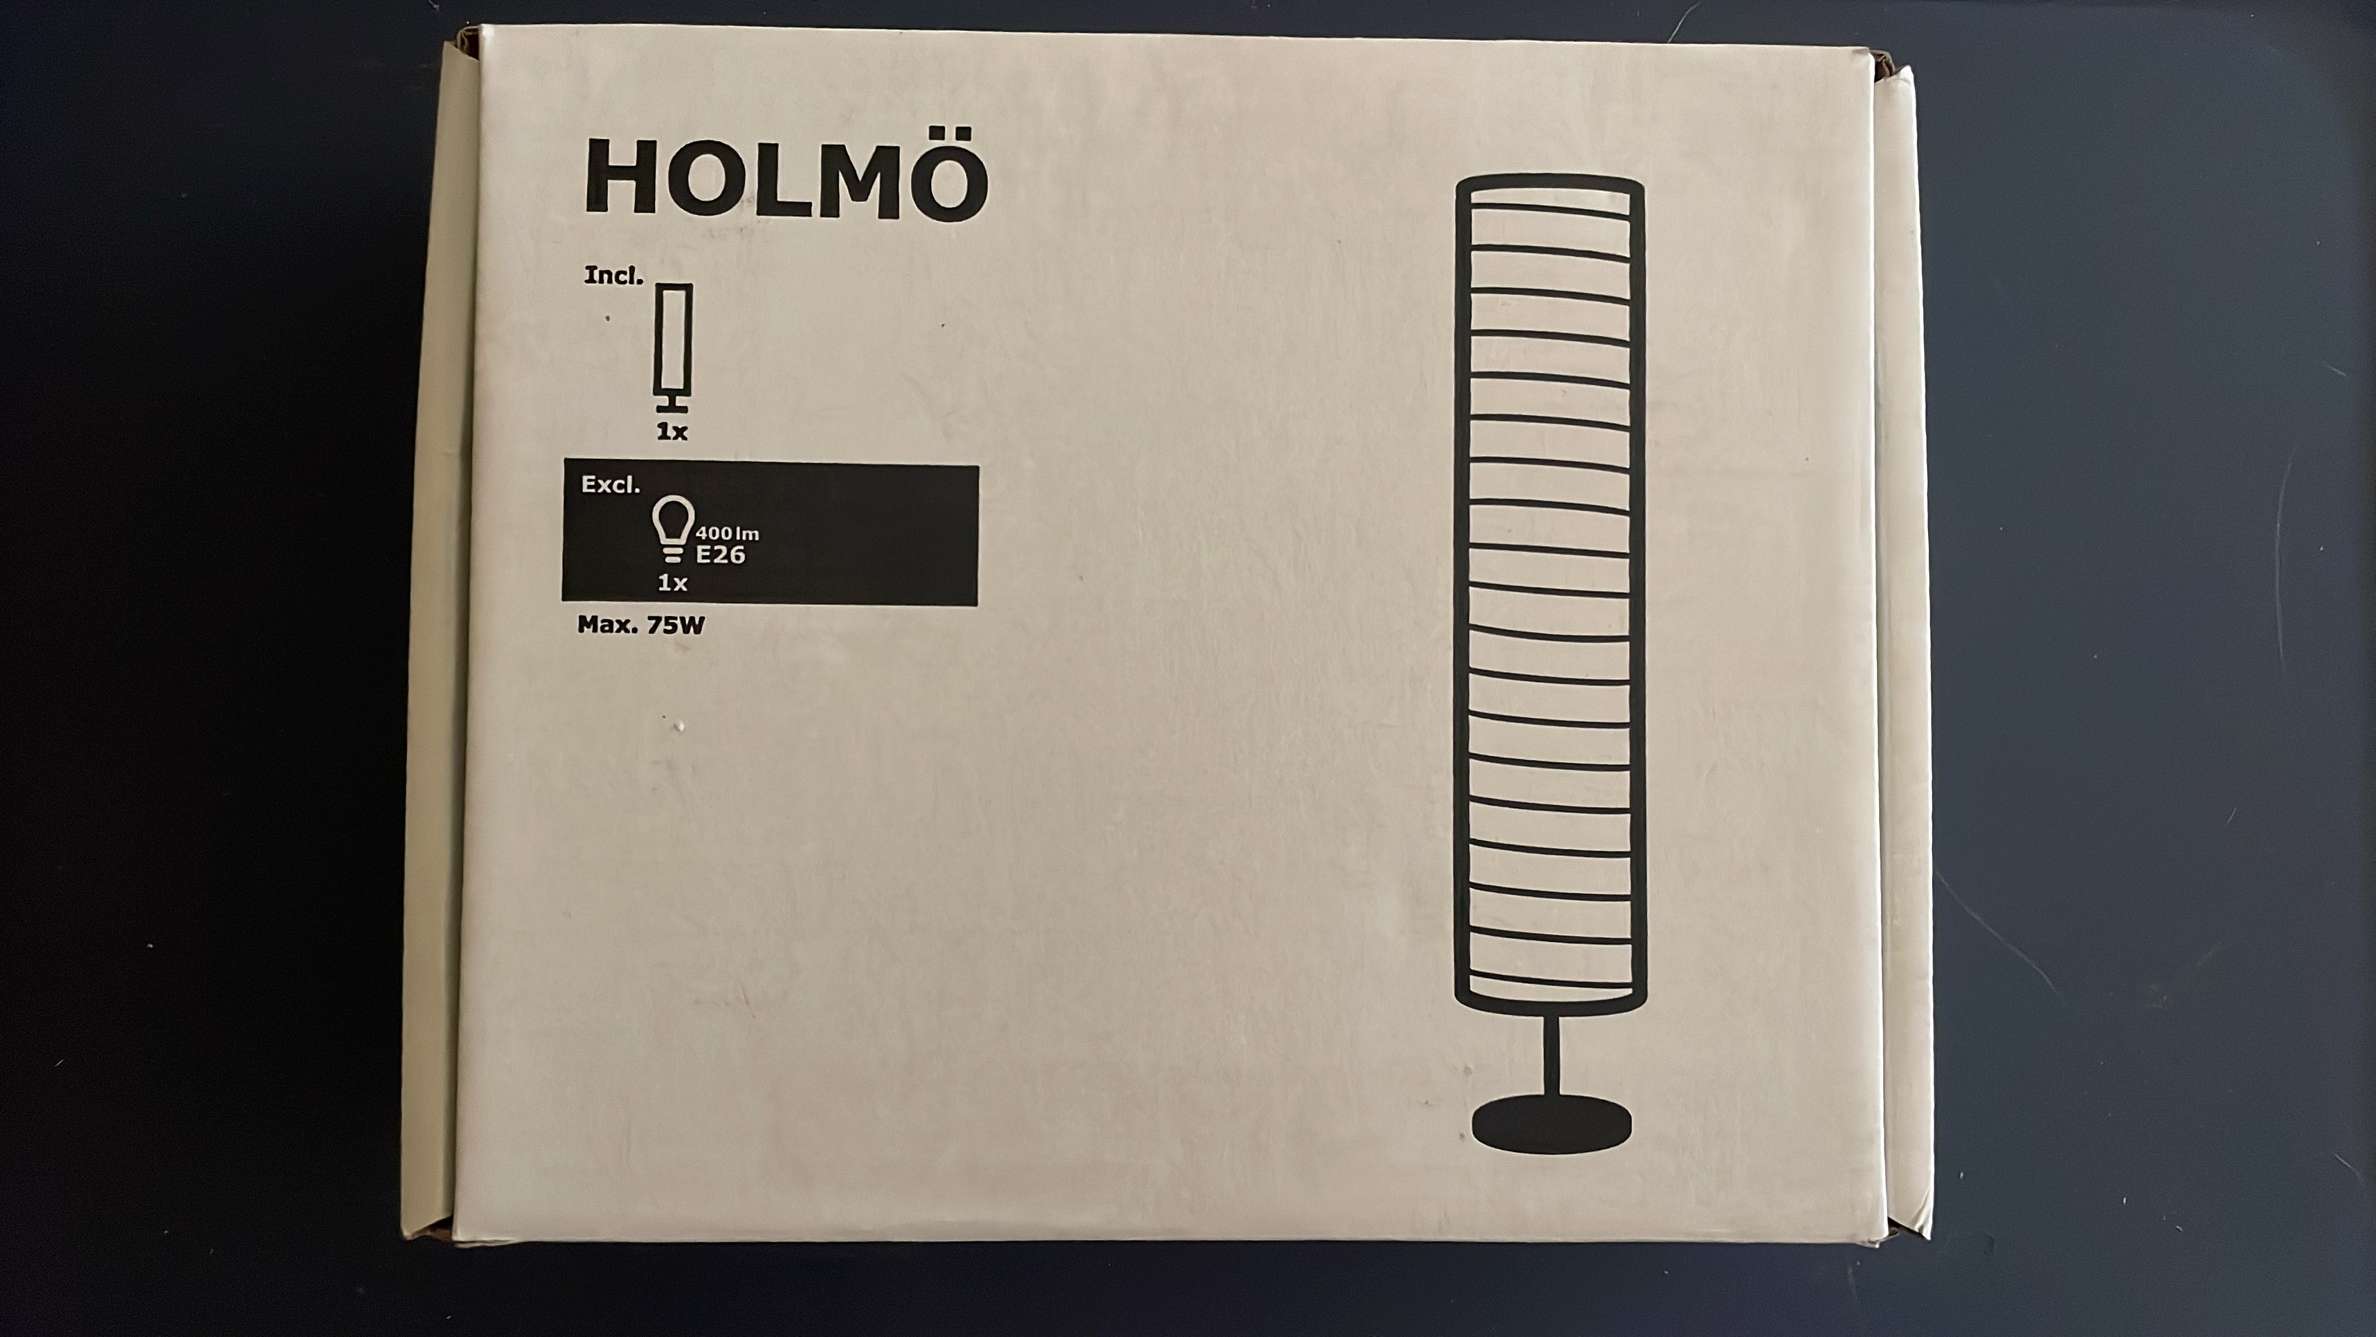 HOLMÖ
Incl.
1x
Excl.
400 lm
E26
1x
Max. 75W